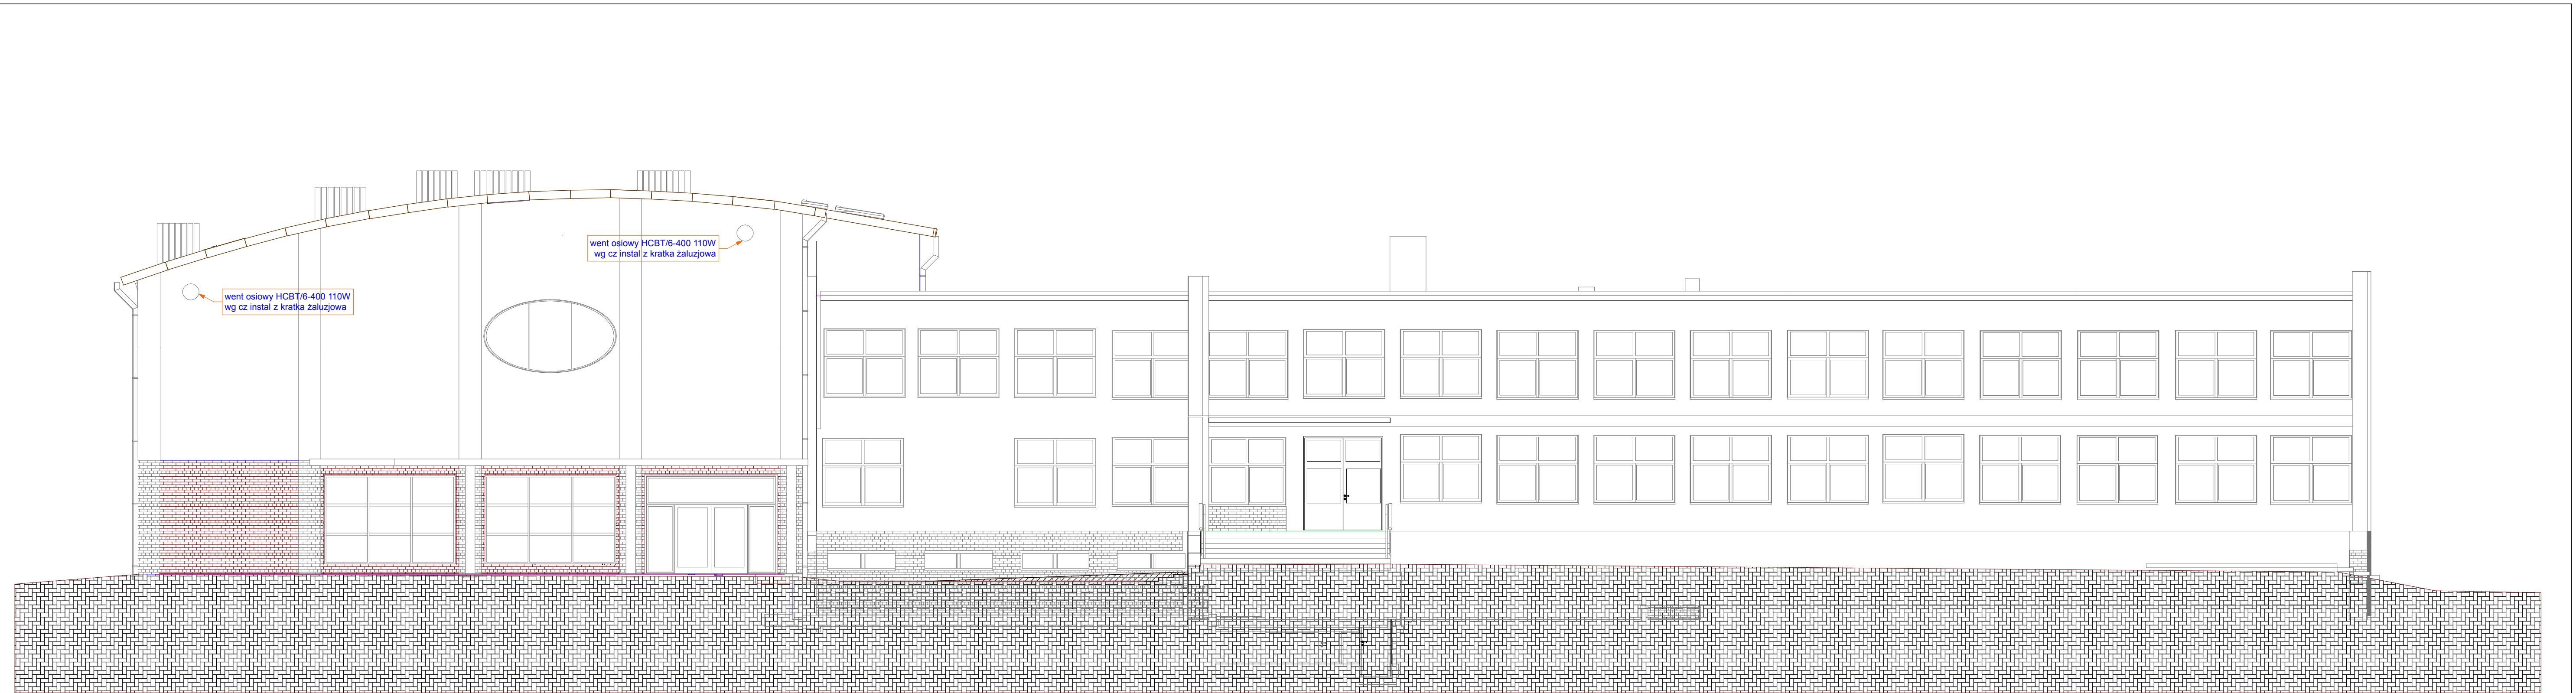 went osiowy HCBT/6-400 110W
wg cz instal z kratka żaluzjowa
went osiowy HCBT/6-400 110W
wg cz instal z kratka żaluzjowa